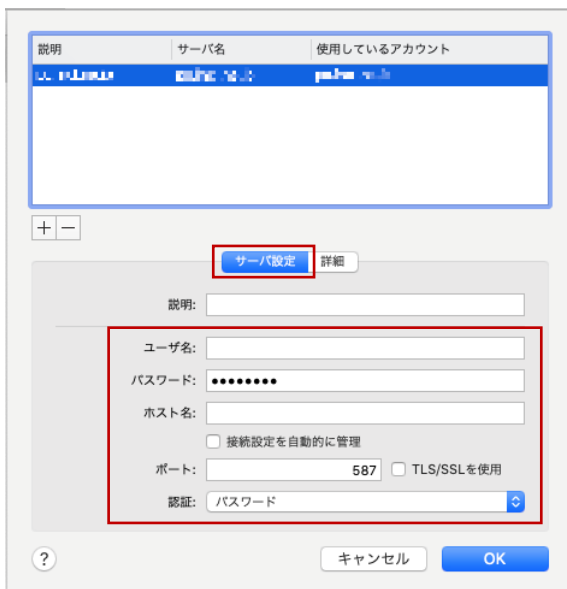 説明 サーバ名 使用しているアカウント
+ −
サーバ設定 詳細
説明:
ユーザ名:
パスワード: ●●●●●●●●
ホスト名:
接続設定を自動的に管理
ポート: 587 TLS/SSLを使用
認証: パスワード
? キャンセル OK